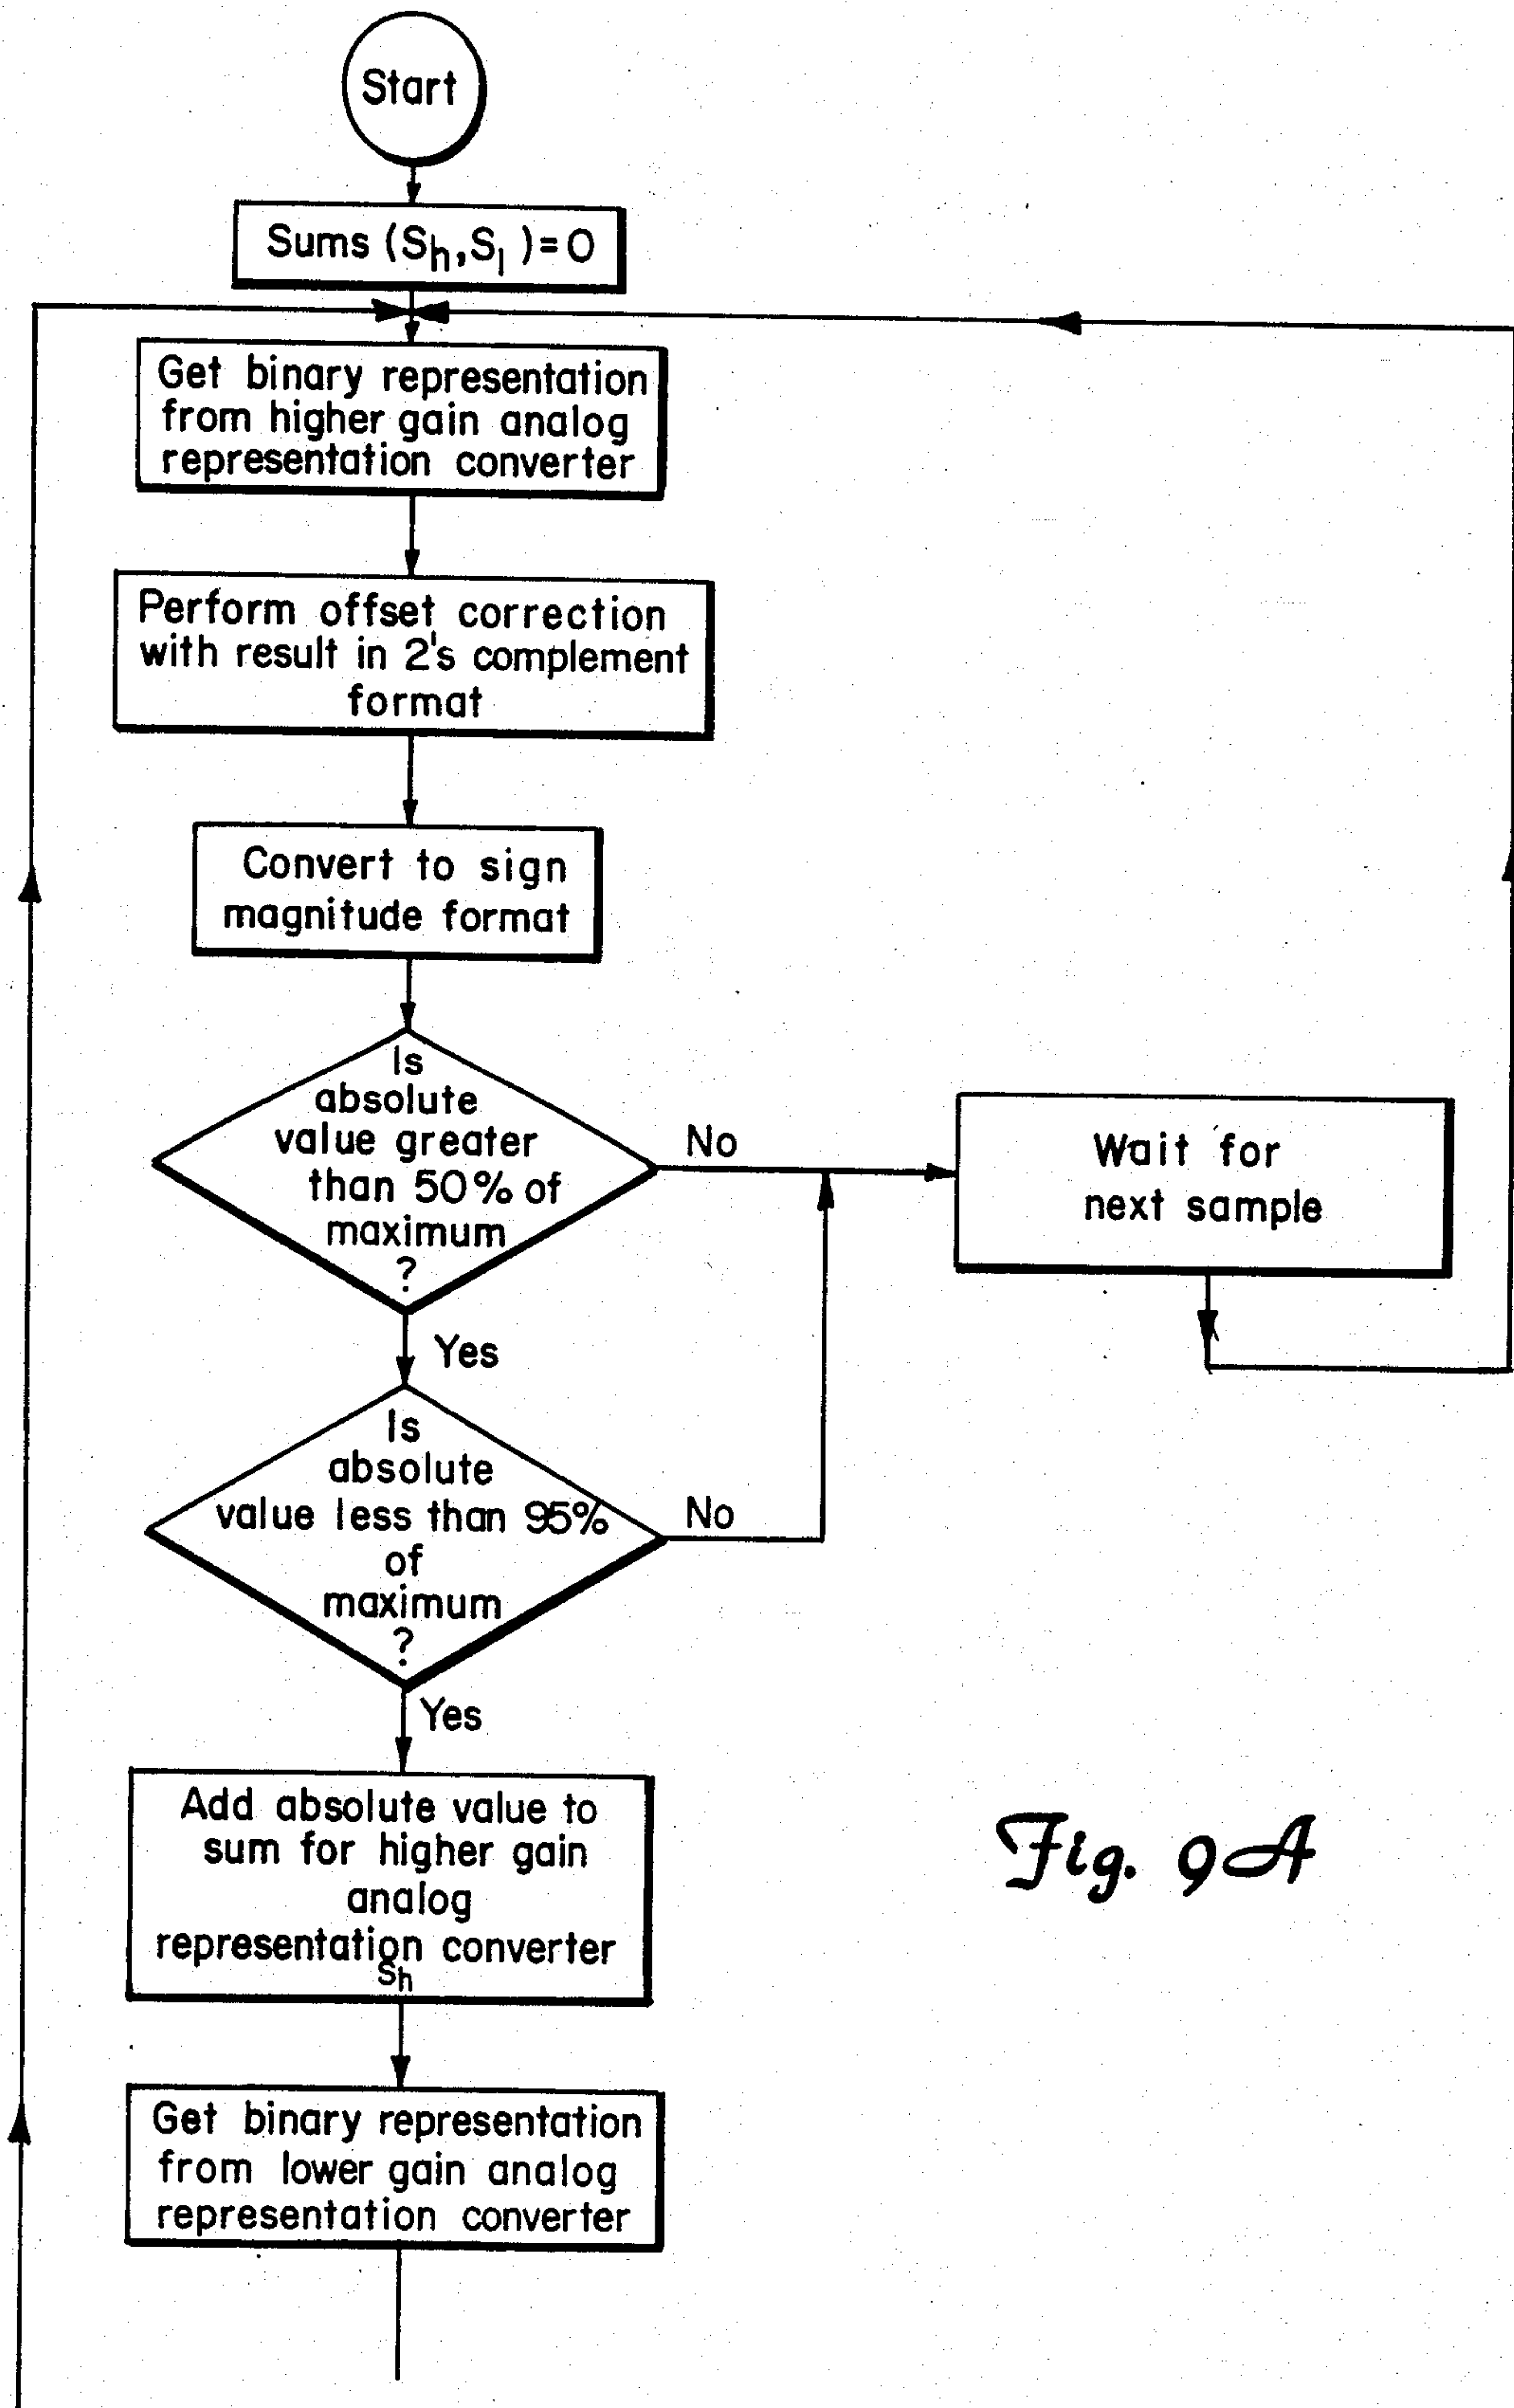 Start
Sums (Sh,Sl)=0
Get binary representation
from higher gain analog
representation converter
Perform offset correction
with result in 2's complement
format
Convert to sign
magnitude format
Is
absolute
value greater
than 50% of
maximum
?
No
Wait for
next sample
Yes
Is
absolute
value less than 95%
of
maximum
?
No
Yes
Add absolute value to
sum for higher gain
analog
representation converter
Sh
Get binary representation
from lower gain analog
representation converter
Fig. 9A